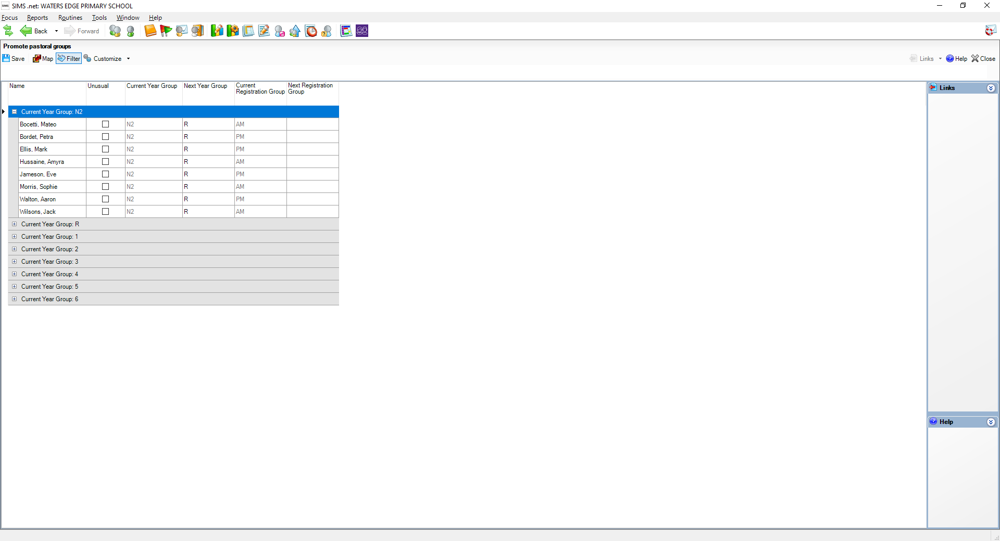 SIMS .net: WATERS EDGE PRIMARY SCHOOL
Focus Reports Routines Tools Window Help
Back Forward
Promote pastoral groups
Save Map Filter Customize Links Help Close
Name Unusual Current Year Group Next Year Group Current Registration Group Next Registration Group
Current Year Group: N2
Bocetti, Mateo N2 R AM
Bordet, Petra N2 R PM
Ellis, Mark N2 R PM
Hussaine, Amyra N2 R AM
Jameson, Eve N2 R PM
Morris, Sophie N2 R AM
Walton, Aaron N2 R PM
Wilsons, Jack N2 R AM
Current Year Group: R
Current Year Group: 1
Current Year Group: 2
Current Year Group: 3
Current Year Group: 4
Current Year Group: 5
Current Year Group: 6
Links
Help